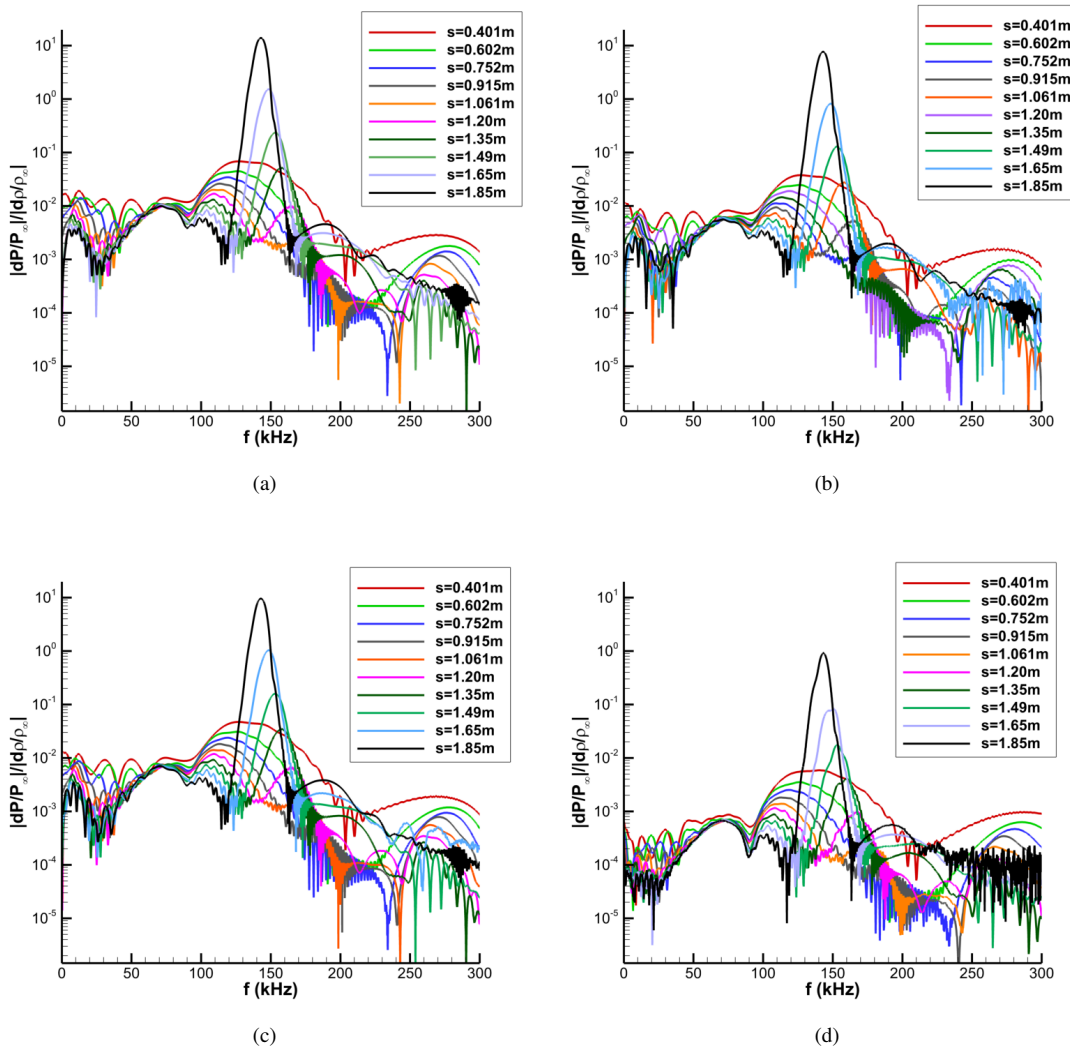 s=0.401m
s=0.602m
s=0.752m
s=0.915m
s=1.061m
s=1.20m
s=1.35m
s=1.49m
s=1.65m
s=1.85m
|dP/P∞|/|dρ/ρ∞|
10¹
10⁰
10⁻¹
10⁻²
10⁻³
10⁻⁴
10⁻⁵
0 50 100 150 200 250 300
f (kHz)
(a)
s=0.401m
s=0.602m
s=0.752m
s=0.915m
s=1.061m
s=1.20m
s=1.35m
s=1.49m
s=1.65m
s=1.85m
|dP/P∞|/|dρ/ρ∞|
10¹
10⁰
10⁻¹
10⁻²
10⁻³
10⁻⁴
10⁻⁵
0 50 100 150 200 250 300
f (kHz)
(b)
s=0.401m
s=0.602m
s=0.752m
s=0.915m
s=1.061m
s=1.20m
s=1.35m
s=1.49m
s=1.65m
s=1.85m
|dP/P∞|/|dρ/ρ∞|
10¹
10⁰
10⁻¹
10⁻²
10⁻³
10⁻⁴
10⁻⁵
0 50 100 150 200 250 300
f (kHz)
(c)
s=0.401m
s=0.602m
s=0.752m
s=0.915m
s=1.061m
s=1.20m
s=1.35m
s=1.49m
s=1.65m
s=1.85m
|dP/P∞|/|dρ/ρ∞|
10¹
10⁰
10⁻¹
10⁻²
10⁻³
10⁻⁴
10⁻⁵
0 50 100 150 200 250 300
f (kHz)
(d)